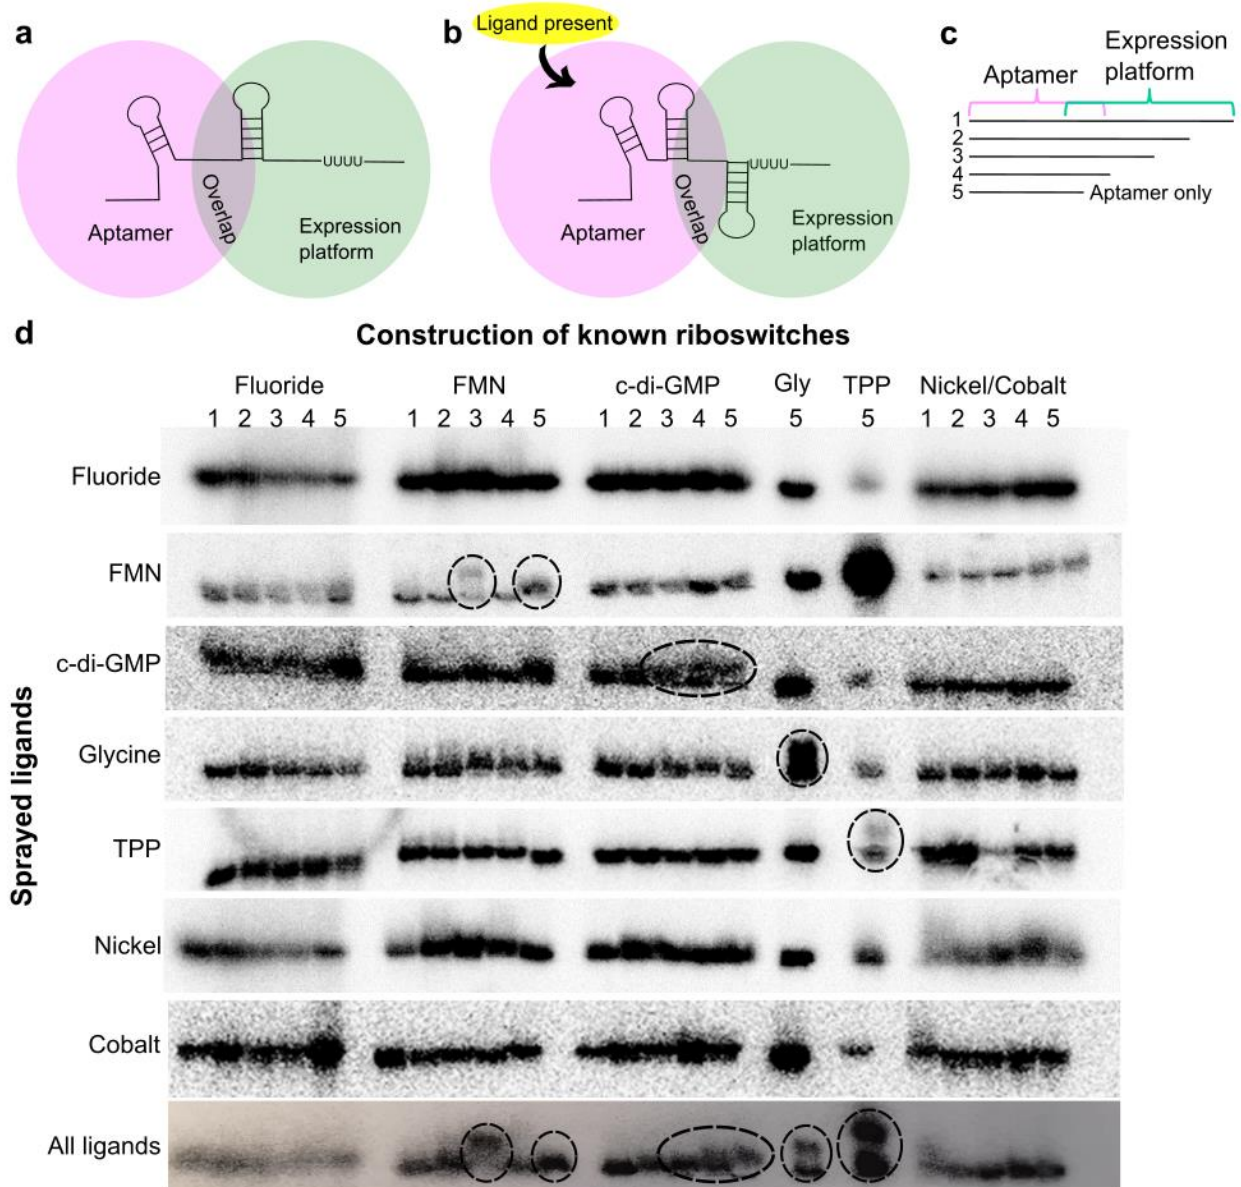 a
Aptamer
Overlap
Expression
platform
UUUU
b
Ligand present
Aptamer
Overlap
Expression
platform
UUUU
c
Aptamer
Expression
platform
1
2
3
4
5 Aptamer only
d
Construction of known riboswitches
Fluoride FMN c-di-GMP Gly TPP Nickel/Cobalt
1 2 3 4 5 1 2 3 4 5 1 2 3 4 5 5 5 1 2 3 4 5
Sprayed ligands
Fluoride
FMN
c-di-GMP
Glycine
TPP
Nickel
Cobalt
All ligands